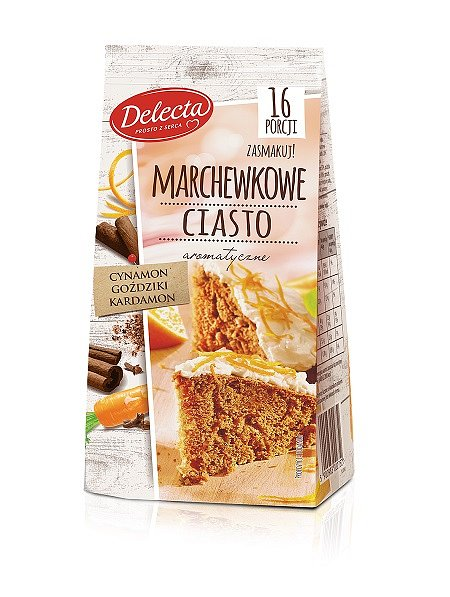 Delecta
PROSTO Z SERCA
16
PORCJI
ZASMAKUJ!
MARCHEWKOWE
CIASTO
aromatyczne
CYNAMON
GOŹDZIKI
KARDAMON